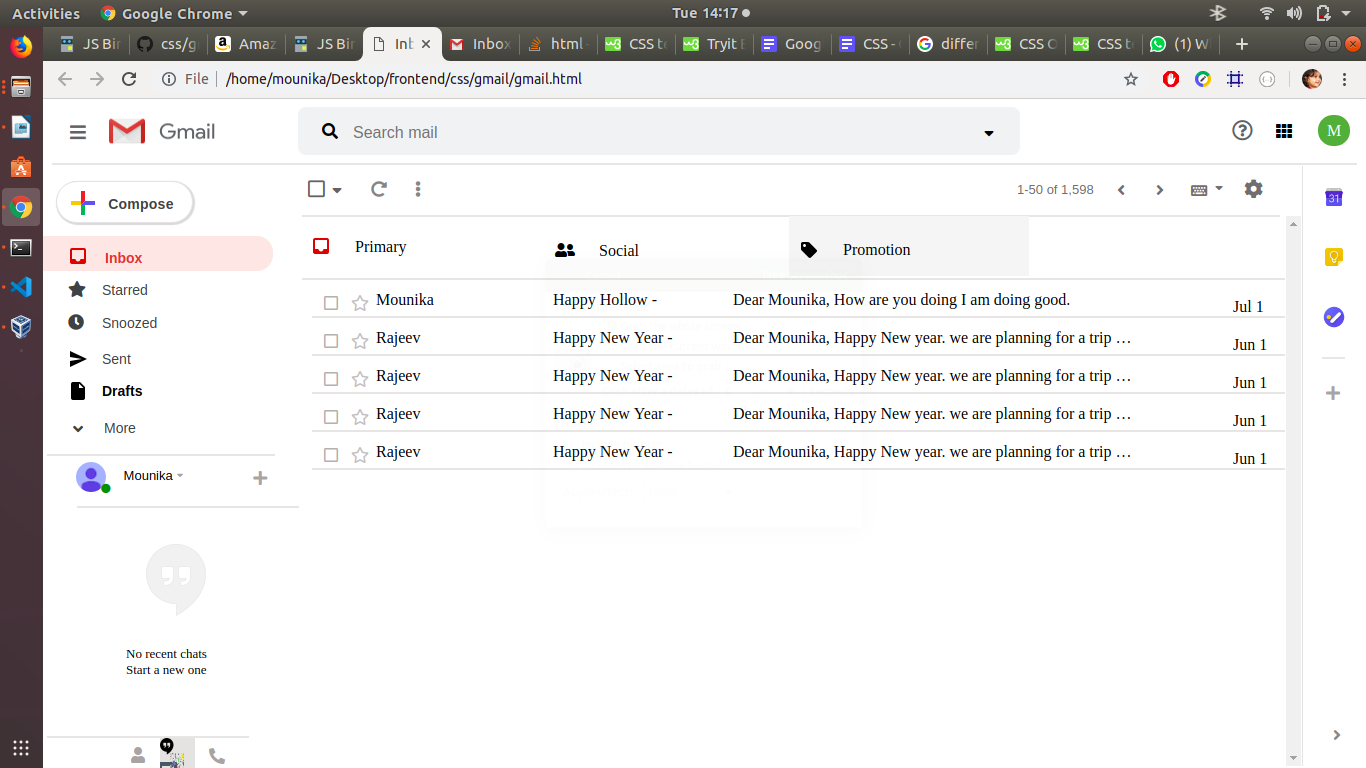 Activities Google Chrome Tue 14:17
JS Bin css/g Amaz JS Bin Inb Inbox html CSS te Tryit E Goog CSS - differ CSS C CSS t (1) W
File /home/mounika/Desktop/frontend/css/gmail/gmail.html
Gmail Search mail M
Compose
1-50 of 1,598
31
Inbox
Starred
Snoozed
Sent
Drafts
More
Mounika
No recent chats
Start a new one
Primary Social Promotion
Mounika Happy Hollow - Dear Mounika, How are you doing I am doing good. Jul 1
Rajeev Happy New Year - Dear Mounika, Happy New year. we are planning for a trip … Jun 1
Rajeev Happy New Year - Dear Mounika, Happy New year. we are planning for a trip … Jun 1
Rajeev Happy New Year - Dear Mounika, Happy New year. we are planning for a trip … Jun 1
Rajeev Happy New Year - Dear Mounika, Happy New year. we are planning for a trip … Jun 1